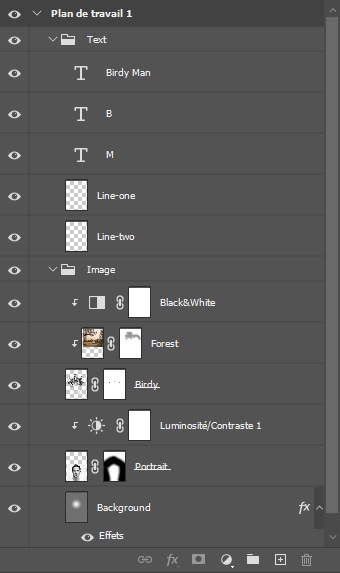 Plan de travail 1
Text
Birdy Man
B
M
Line-one
Line-two
Image
Black&White
Forest
Birdy
Luminosité/Contraste 1
Portrait
Background fx
Effets
fx